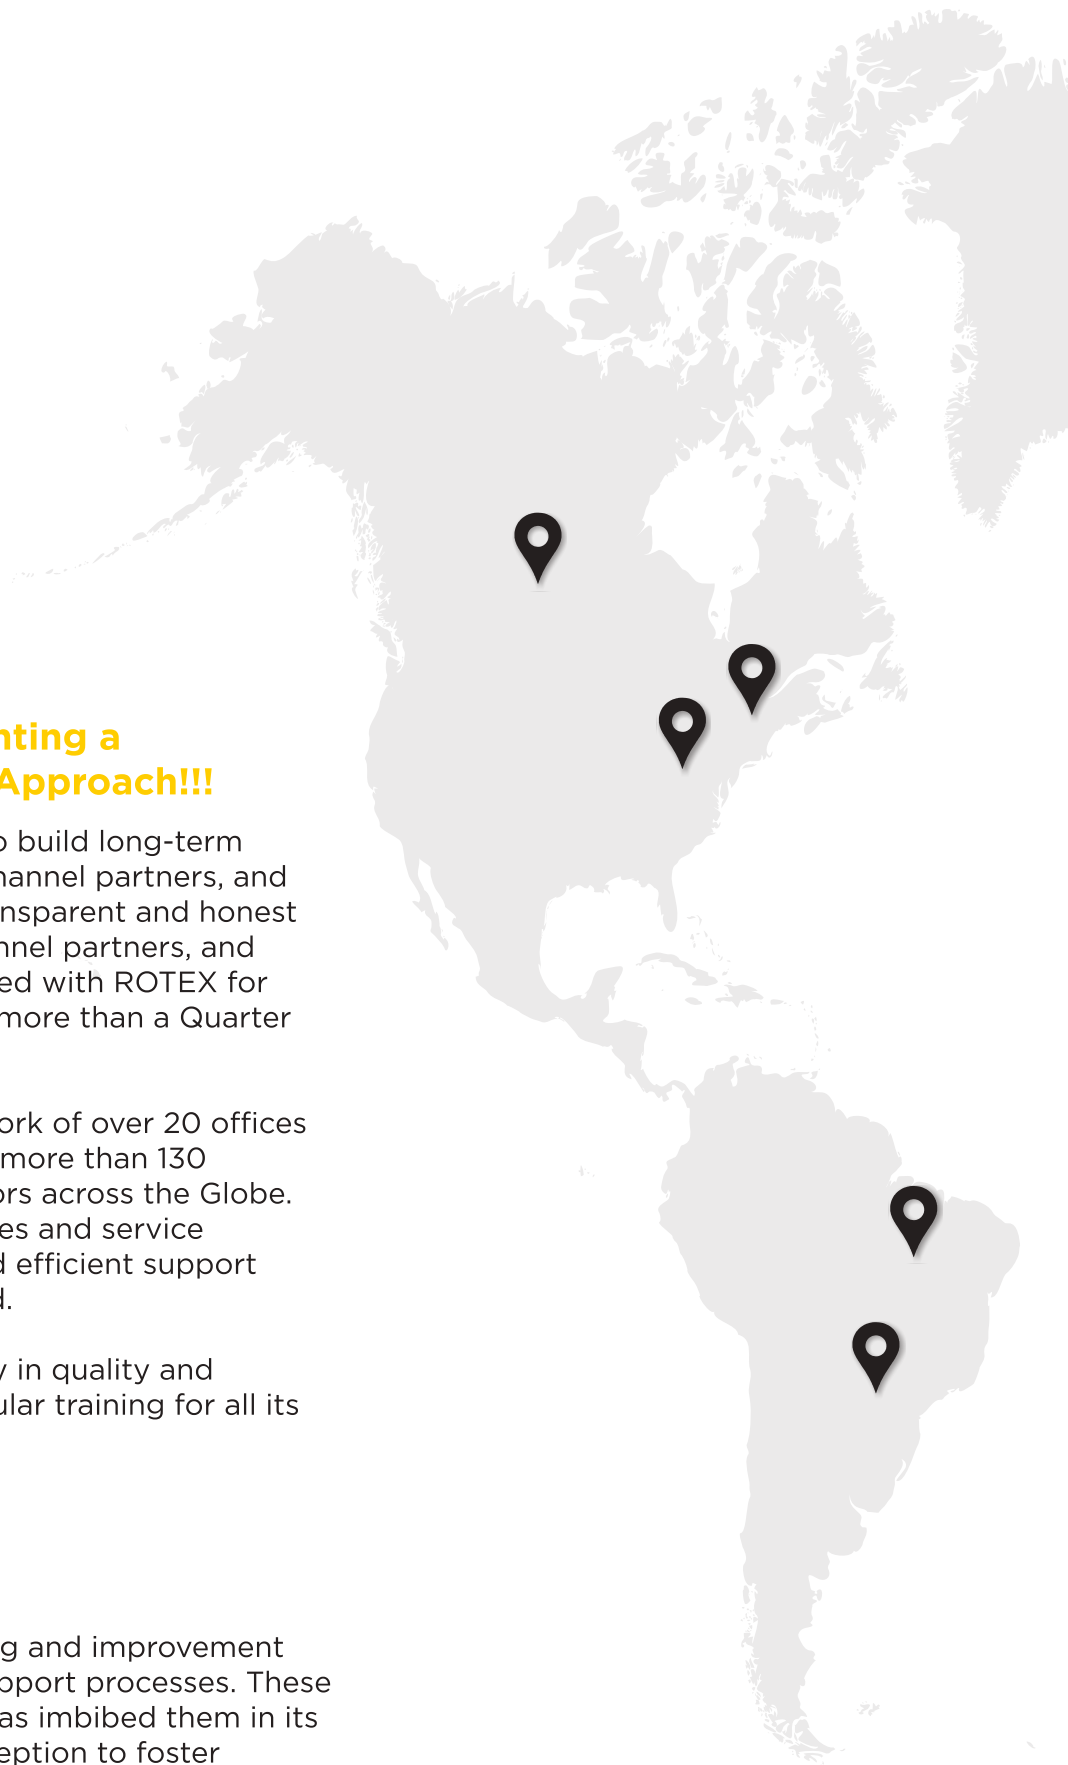 nting a
Approach!!!
o build long-term
hannel partners, and
nsparent and honest
nnel partners, and
ed with ROTEX for
more than a Quarter
ork of over 20 offices
more than 130
ors across the Globe.
es and service
d efficient support
d.
y in quality and
ular training for all its
g and improvement
pport processes. These
as imbibed them in its
eption to foster